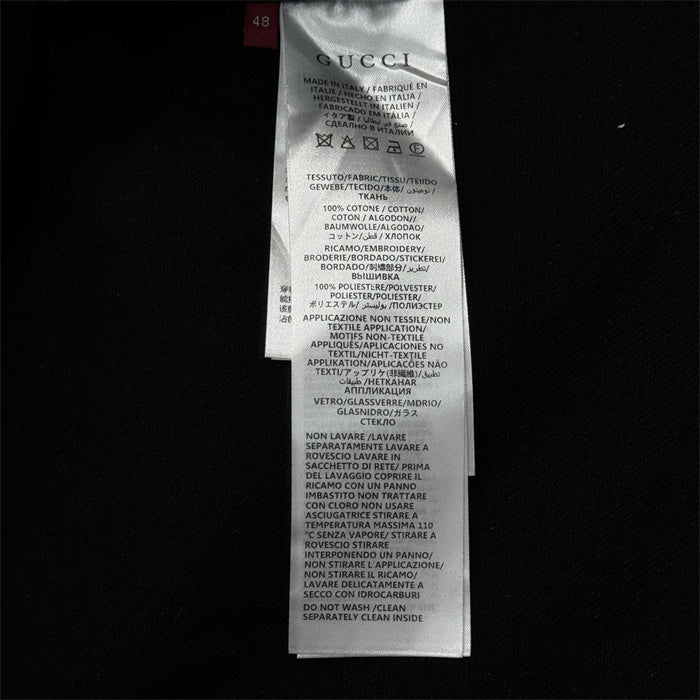 48
GUCCI
MADE IN ITALY / FABRIQUÉ EN
ITALIE / HECHO EN ITALIA /
HERGESTELLT IN ITALIEN /
FABRICADO EM ITALIA /
イタリア製 / صنع في إيطاليا /
СДЕЛАНО В ИТАЛИИ
TESSUTO/FABRIC/TISSU/TEJIDO
GEWEBE/TECIDO/本体/
ТКАНЬ
100% COTONE / COTTON/
COTON / ALGODON//
BAUMWOLLE/ALGODAO/
コットン/قطن/ ХЛОПОК
RICAMO/EMBROIDERY/
BRODERIE/BORDADO/STICKEREI/
BORDADO/刺繍部分/تطريز/
ВЫШИВКА
100% POLIESTERE/POLYESTER/
POLIESTER/POLIESTER/
ポリエステル/ بوليستر /ПОЛИЭСТЕР
APPLICAZIONE NON TESSILE/NON
TEXTILE APPLICATION/
MOTIFS NON-TEXTILE
APPLIQUÉS/APLICACIONES NO
TEXTIL/NICHT-TEXTILE
APPLIKATION/APLICACÕES NÃO
TEXTI/アップリケ(非繊維)/تطبيق
طبيقات /НЕТКАНАЯ
АППЛИКАЦИЯ
VETRO/GLASSVERRE/MDRIO/
GLASNIDRO/ガラス
СТЕКЛО
NON LAVARE /LAVARE
SEPARATAMENTE LAVARE A
ROVESCIO LAVARE IN
SACCHETTO DI RETE/ PRIMA
DEL LAVAGGIO COPRIRE IL
RICAMO CON UN PANNO
IMBASTITO NON TRATTARE
CON CLORO NON USARE
ASCIUGATRICE STIRARE A
TEMPERATURA MASSIMA 110
°C SENZA VAPORE/ STIRARE A
ROVESCIO STIRARE
INTERPONENDO UN PANNO/
NON STIRARE L'APPLICAZIONE/
NON STIRARE IL RICAMO/
LAVARE DELICATAMENTE A
SECCO CON IDROCARBURI
DO NOT WASH /CLEAN
SEPARATELY CLEAN INSIDE